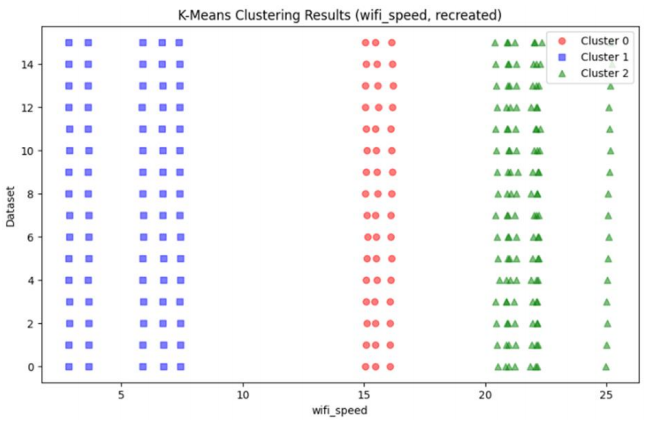 K-Means Clustering Results (wifi_speed, recreated)
Cluster 0
Cluster 1
Cluster 2
14
12
10
8
6
4
2
0
Dataset
5 10 15 20 25
wifi_speed